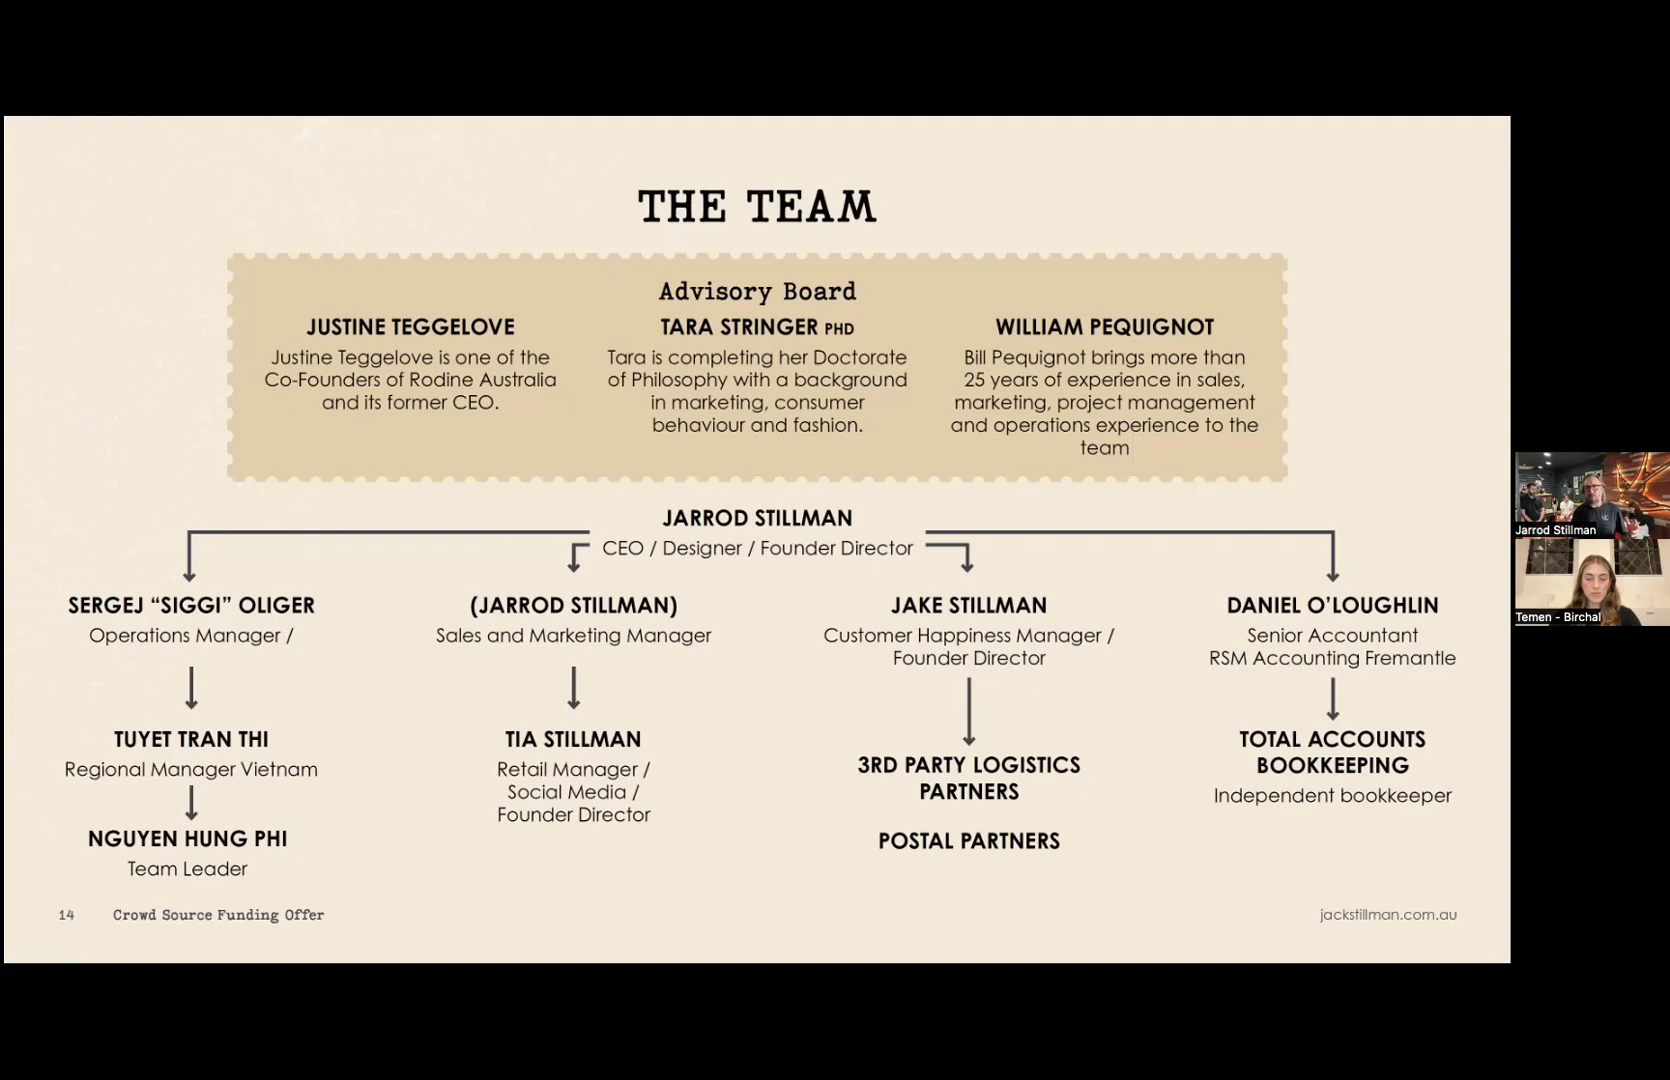 THE TEAM
Advisory Board
JUSTINE TEGGELOVE
Justine Teggelove is one of the
Co-Founders of Rodine Australia
and its former CEO.
TARA STRINGER PHD
Tara is completing her Doctorate
of Philosophy with a background
in marketing, consumer
behaviour and fashion.
WILLIAM PEQUIGNOT
Bill Pequignot brings more than
25 years of experience in sales,
marketing, project management
and operations experience to the
team
JARROD STILLMAN
CEO / Designer / Founder Director
SERGEJ “SIGGI” OLIGER
Operations Manager /
TUYET TRAN THI
Regional Manager Vietnam
NGUYEN HUNG PHI
Team Leader
(JARROD STILLMAN)
Sales and Marketing Manager
TIA STILLMAN
Retail Manager /
Social Media /
Founder Director
JAKE STILLMAN
Customer Happiness Manager /
Founder Director
3RD PARTY LOGISTICS
PARTNERS
POSTAL PARTNERS
DANIEL O’LOUGHLIN
Senior Accountant
RSM Accounting Fremantle
TOTAL ACCOUNTS
BOOKKEEPING
Independent bookkeeper
14 Crowd Source Funding Offer
jackstillman.com.au
Jarrod Stillman
Temen - Birchal